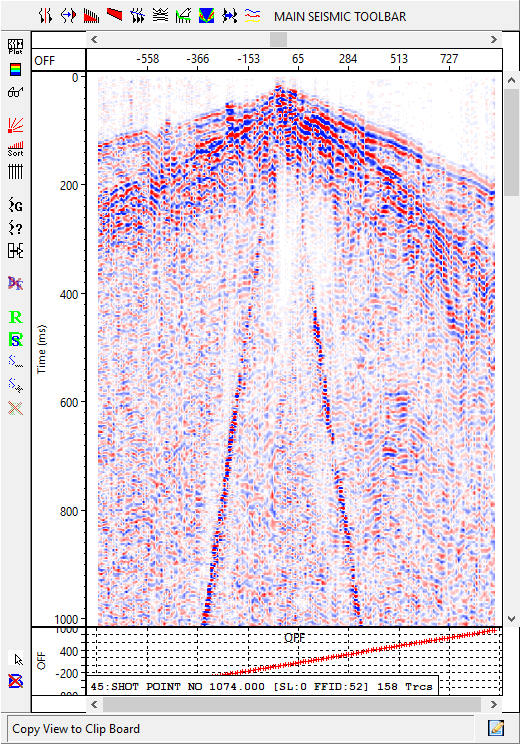 MAIN SEISMIC TOOLBAR
Plat
Sort
G
?
R
S
OFF
-558 -366 -153 65 284 513 727
0
200
400
600
800
1000
Time (ms)
OFF
1000
400
-200
-800
OFF
45:SHOT POINT NO 1074.000 [SL:0 FFID:52] 158 Trcs
Copy View to Clip Board